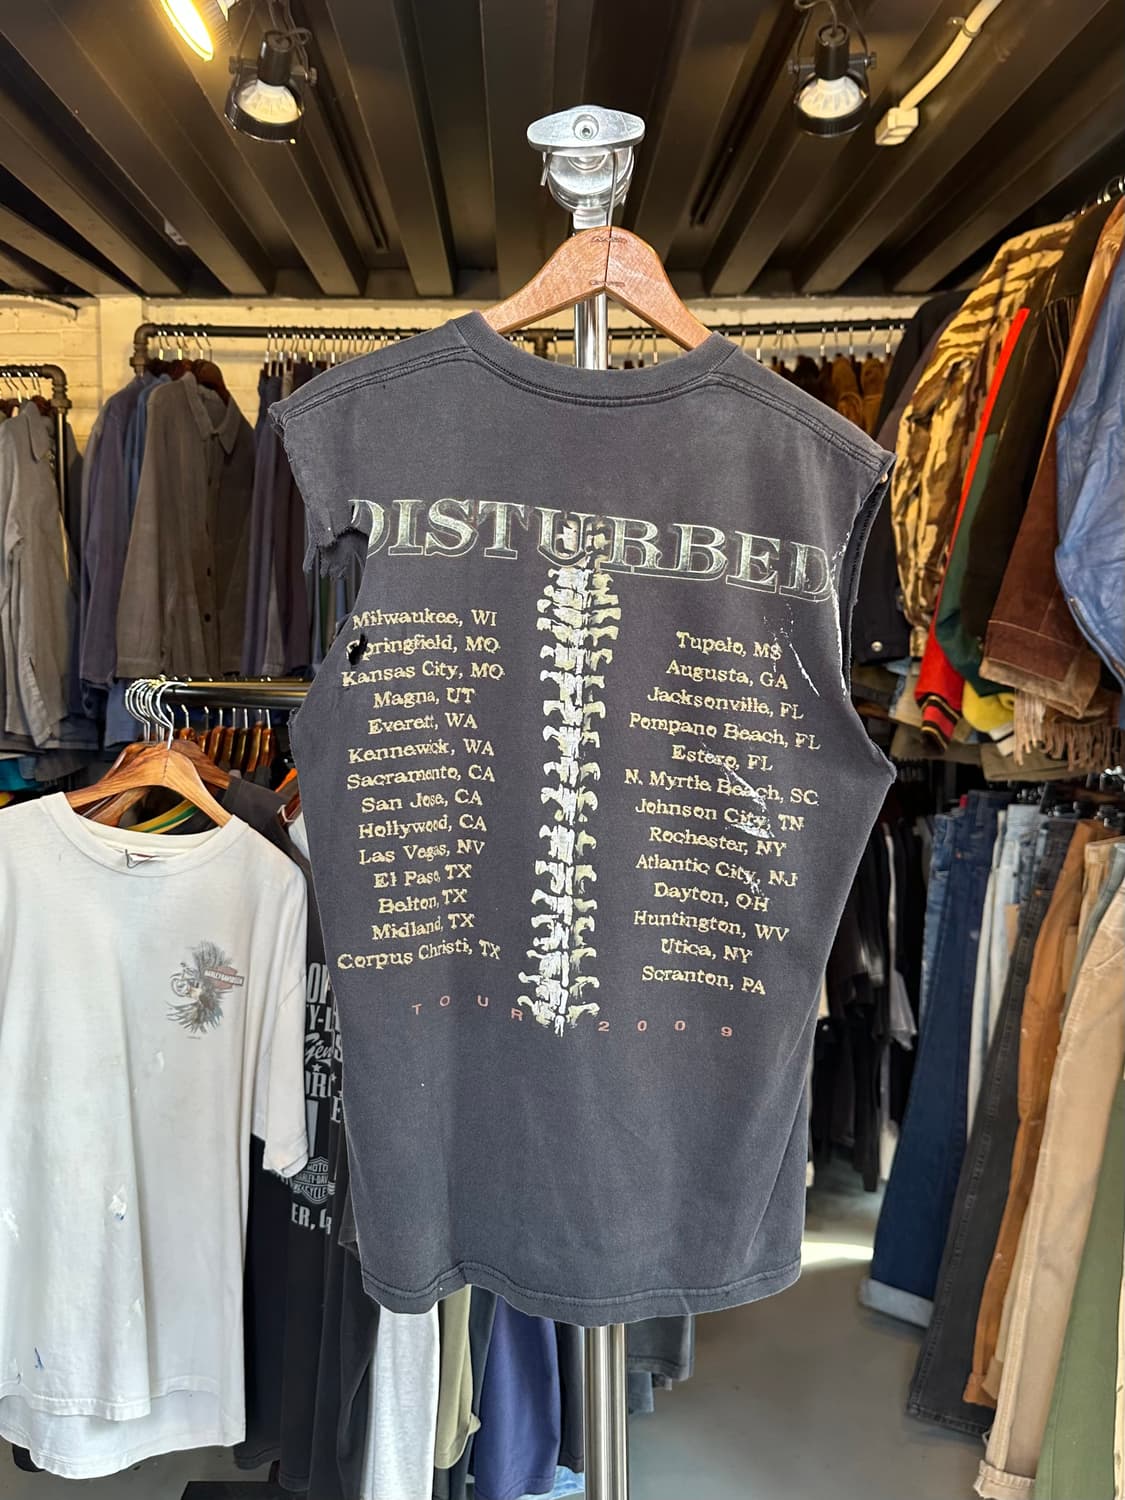 DISTURBED
Milwaukee, WI
Springfield, MO
Kansas City, MO
Magna, UT
Everett, WA
Kennewick, WA
Sacramento, CA
San Jose, CA
Hollywood, CA
Las Vegas, NV
El Paso, TX
Belton, TX
Midland, TX
Corpus Christi, TX
Tupelo, MS
Augusta, GA
Jacksonville, FL
Pompano Beach, FL
Estero, FL
N. Myrtle Beach, SC
Johnson City, TN
Rochester, NY
Atlantic City, NJ
Dayton, OH
Huntington, WV
Utica, NY
Scranton, PA
TOUR 2009
HARLEY-DAVIDSON